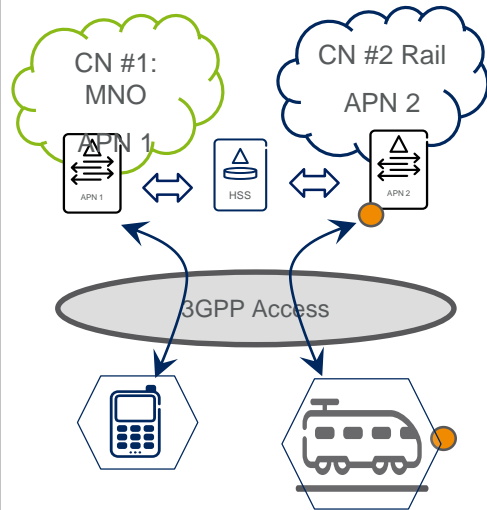 CN #1:
MNO
APN 1
CN #2 Rail
APN 2
APN 1
HSS
APN 2
3GPP Access